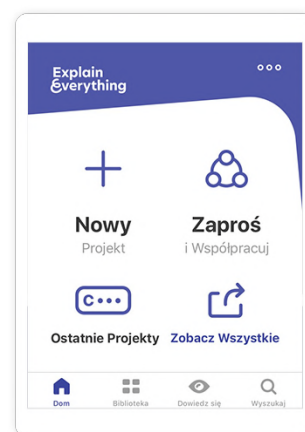 Explain
Everything
Nowy
Projekt
Zaproś
i Współpracuj
C
Ostatnie Projekty
Zobacz Wszystkie
Dom
Biblioteka
Dowiedz się
Wyszukaj